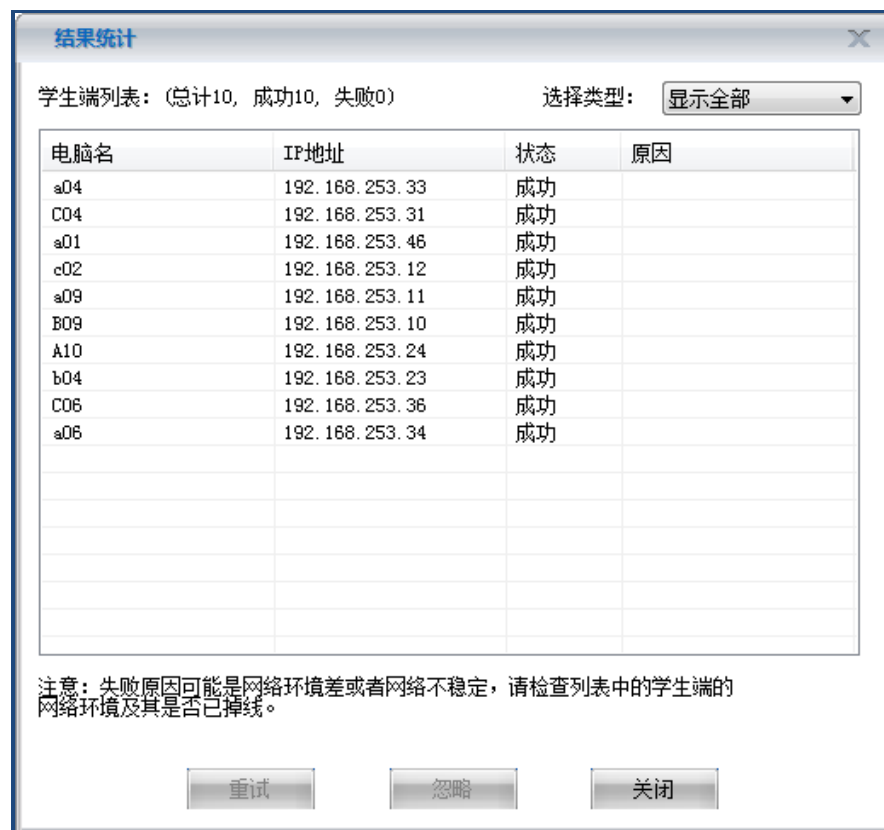 结果统计
学生端列表：(总计10, 成功10, 失败0) 选择类型： 显示全部
电脑名 IP地址 状态 原因
a04 192.168.253.33 成功
C04 192.168.253.31 成功
a01 192.168.253.46 成功
c02 192.168.253.12 成功
a09 192.168.253.11 成功
B09 192.168.253.10 成功
A10 192.168.253.24 成功
b04 192.168.253.23 成功
C06 192.168.253.36 成功
a06 192.168.253.34 成功
注意：失败原因可能是网络环境差或者网络不稳定，请检查列表中的学生端的
网络环境及其是否已掉线。
重试 忽略 关闭